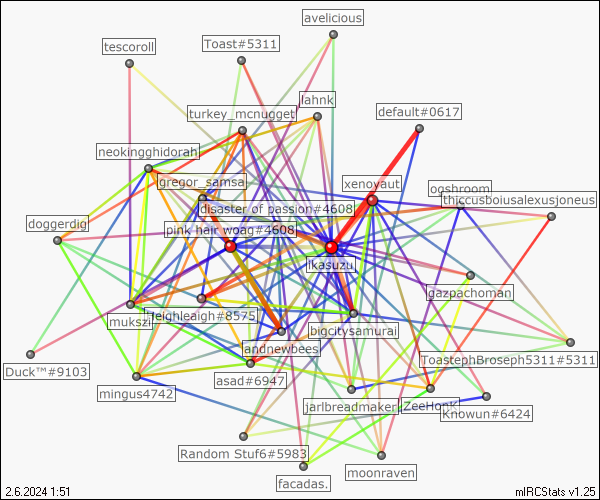 avelicious
tescoroll
Toast#5311
lahnk
turkey_mcnugget
default#0617
neokingghidorah
gregor_samsa
xenoyaut
ogshroom
thiccusboiusalexusjoneus
disaster of passion#4608
doggerdig
pink hair woag#4608
ikasuzu
gazpachoman
mukszi
leighleaigh#8575
bigcitysamurai
andnewbees
ToastephBroseph5311#5311
Duck™#9103
asad#6947
mingus4742
jarlbreadmaker
ZeeHonk
Knowun#6424
Random Stuf6#5983
moonraven
facadas.
2.6.2024 1:51
mIRCStats v1.25